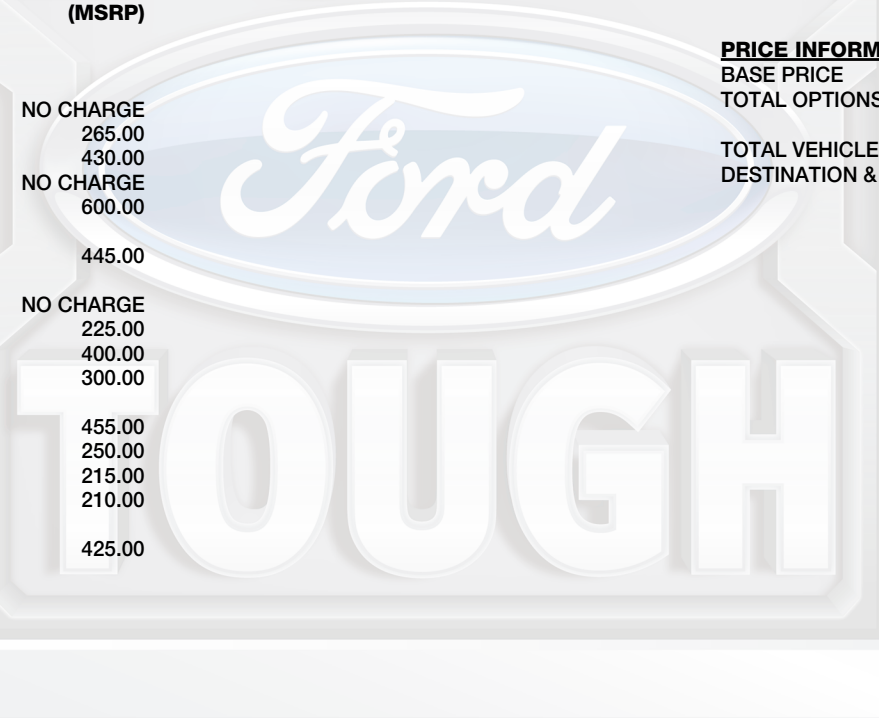 (MSRP)
NO CHARGE
265.00
430.00
NO CHARGE
600.00
445.00
NO CHARGE
225.00
400.00
300.00
455.00
250.00
215.00
210.00
425.00
PRICE INFORM
BASE PRICE
TOTAL OPTIONS
TOTAL VEHICLE
DESTINATION &
Ford
TOUGH